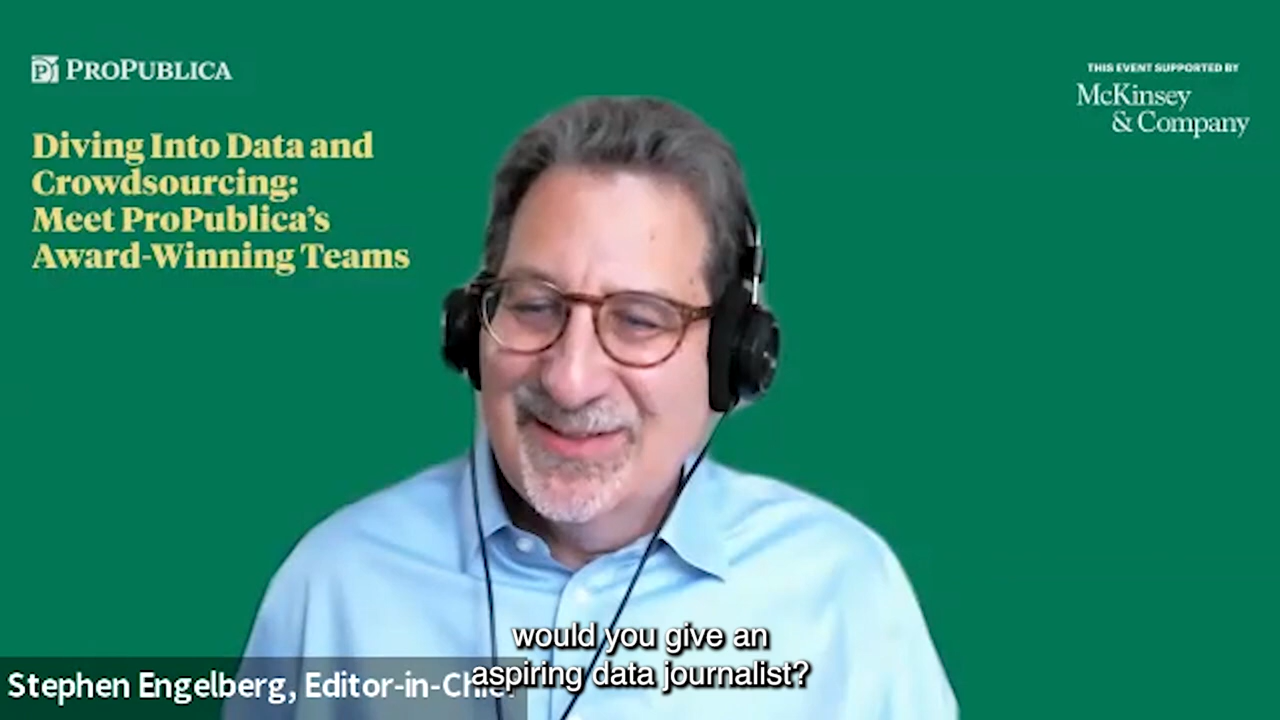 PROPUBLICA
THIS EVENT SUPPORTED BY
McKinsey
& Company
Diving Into Data and
Crowdsourcing:
Meet ProPublica's
Award-Winning Teams
would you give an
aspiring data journalist?
Stephen Engelberg, Editor-in-Chief